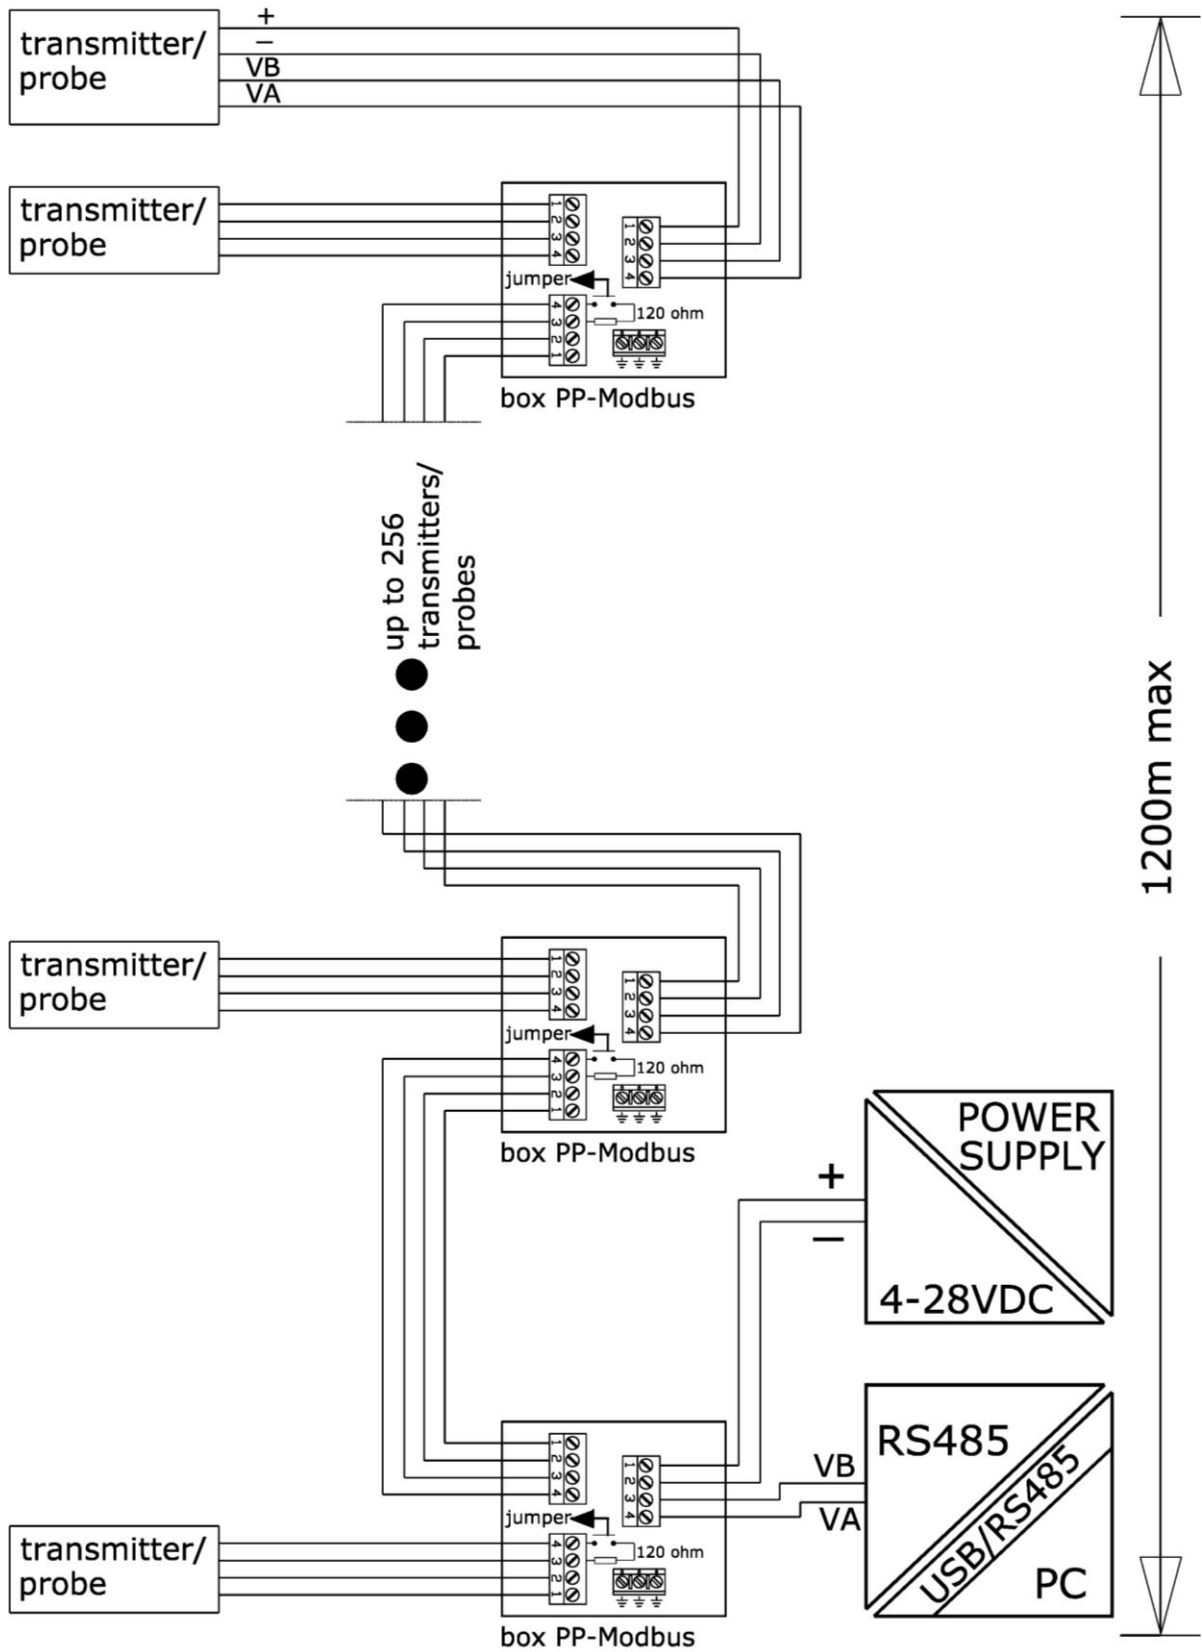 transmitter/
probe
+
−
VB
VA
transmitter/
probe
1
2
3
4
1
2
3
4
jumper
4
3
2
1
120 ohm
box PP-Modbus
up to 256
transmitters/
probes
1200m max
transmitter/
probe
1
2
3
4
1
2
3
4
jumper
4
3
2
1
120 ohm
box PP-Modbus
POWER
SUPPLY
+
−
4-28VDC
1
2
3
4
1
2
3
4
VB
VA
RS485
USB/RS485
PC
jumper
4
3
2
1
120 ohm
transmitter/
probe
box PP-Modbus